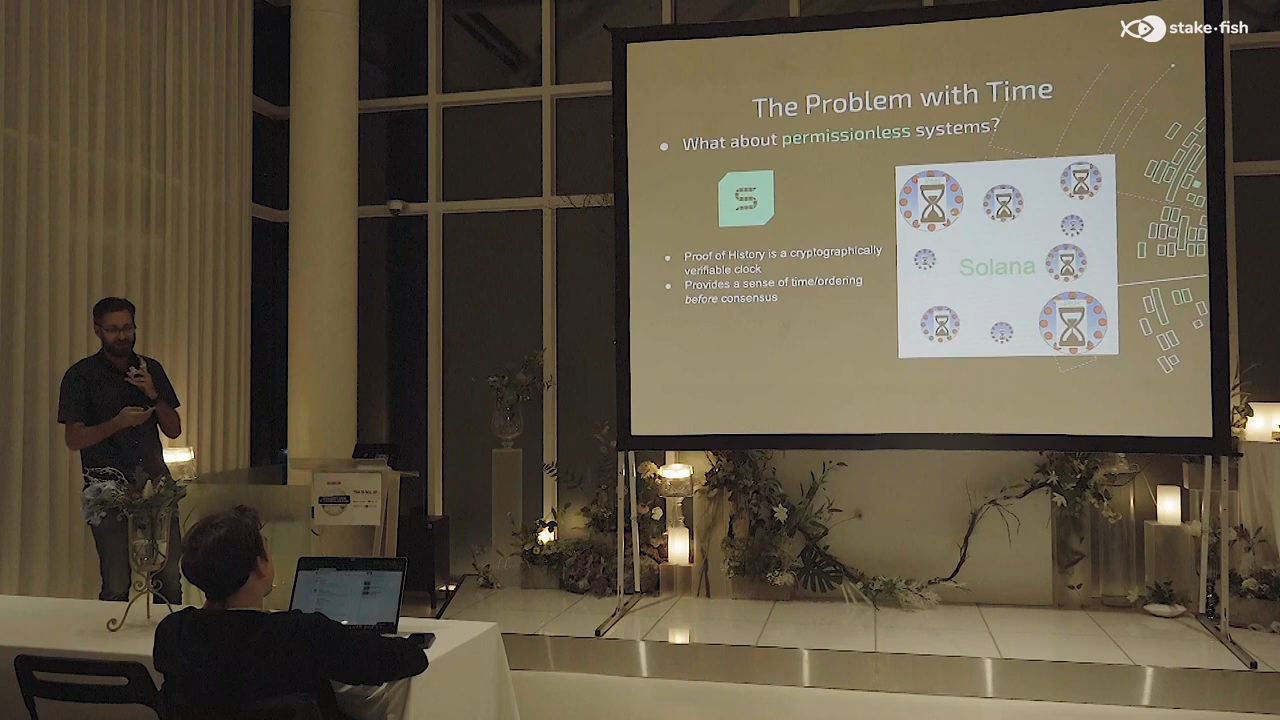 stake·fish
The Problem with Time
What about permissionless systems?
S
Proof of History is a cryptographically
verifiable clock
Provides a sense of time/ordering
before consensus
Solana